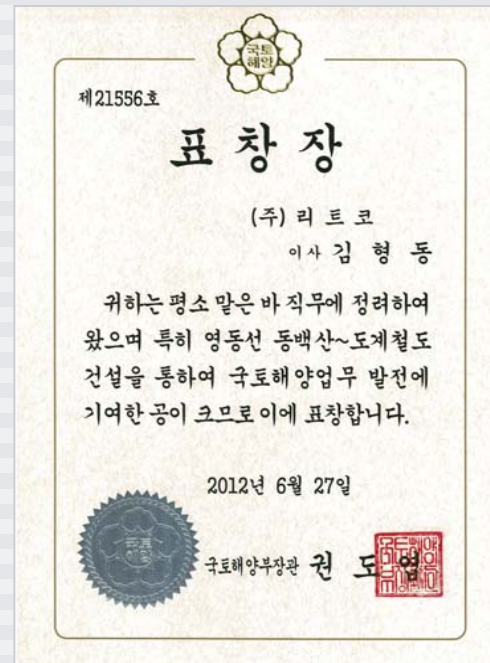 국토
해양
제21556호
표창장
(주) 리트코
이사 김형동
귀하는 평소 맡은 바 직무에 정려하여
왔으며 특히 영동선 동백산~도계철도
건설을 통하여 국토해양업무 발전에
기여한 공이 크므로 이에 표창합니다.
2012년 6월 27일
국토
해양
국토해양부장관 권도엽